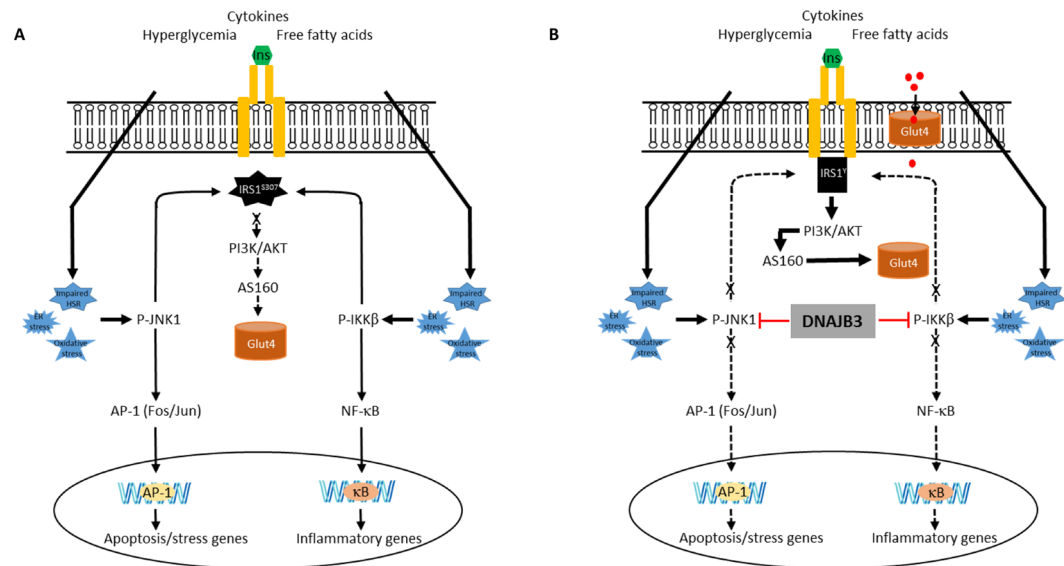 A
Cytokines
Hyperglycemia Free fatty acids
Ins
IRS1S307
X
PI3K/AKT
AS160
Glut4
Impaired
HSR
ER
stress
Oxidative stress
P-JNK1
P-IKKβ
Impaired
HSR
ER
stress
Oxidative stress
AP-1 (Fos/Jun)
NF-κB
AP-1
κB
Apoptosis/stress genes
Inflammatory genes
B
Cytokines
Hyperglycemia Free fatty acids
Ins
Glut4
IRS1Y
PI3K/AKT
AS160
Glut4
Impaired
HSR
ER
stress
Oxidative stress
X
X
P-JNK1
DNAJB3
P-IKKβ
X
X
Impaired
HSR
ER
stress
Oxidative stress
AP-1 (Fos/Jun)
NF-κB
AP-1
κB
Apoptosis/stress genes
Inflammatory genes